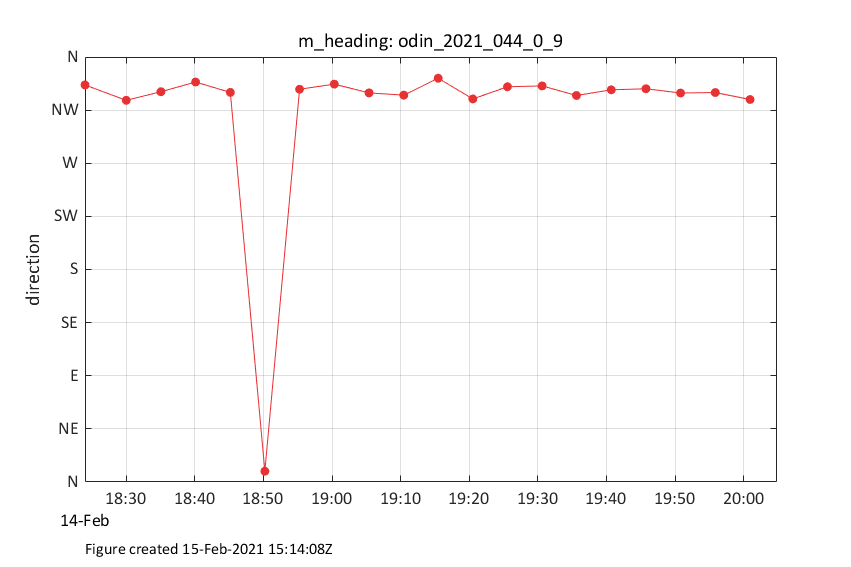 m_heading: odin_2021_044_0_9
N
NW
W
SW
S
SE
E
NE
N
direction
18:30 18:40 18:50 19:00 19:10 19:20 19:30 19:40 19:50 20:00
14-Feb
Figure created 15-Feb-2021 15:14:08Z